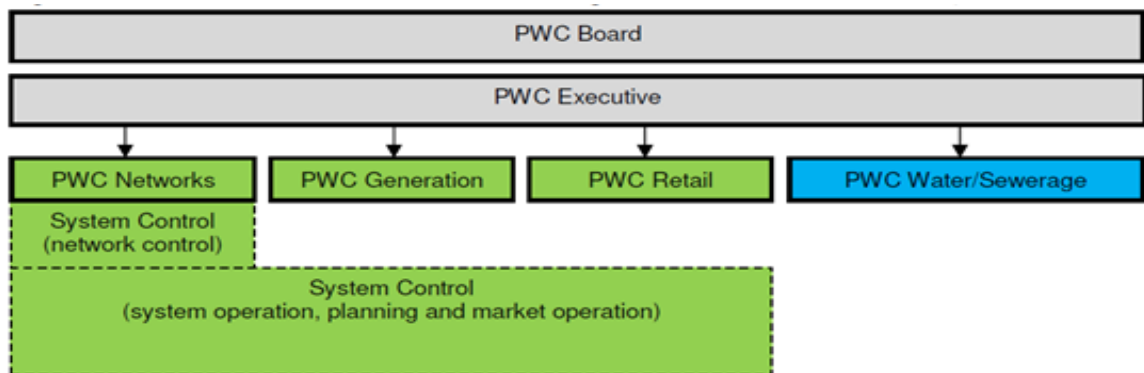 PWC Board
PWC Executive
PWC Networks
PWC Generation
PWC Retail
PWC Water/Sewerage
System Control
(network control)
System Control
(system operation, planning and market operation)